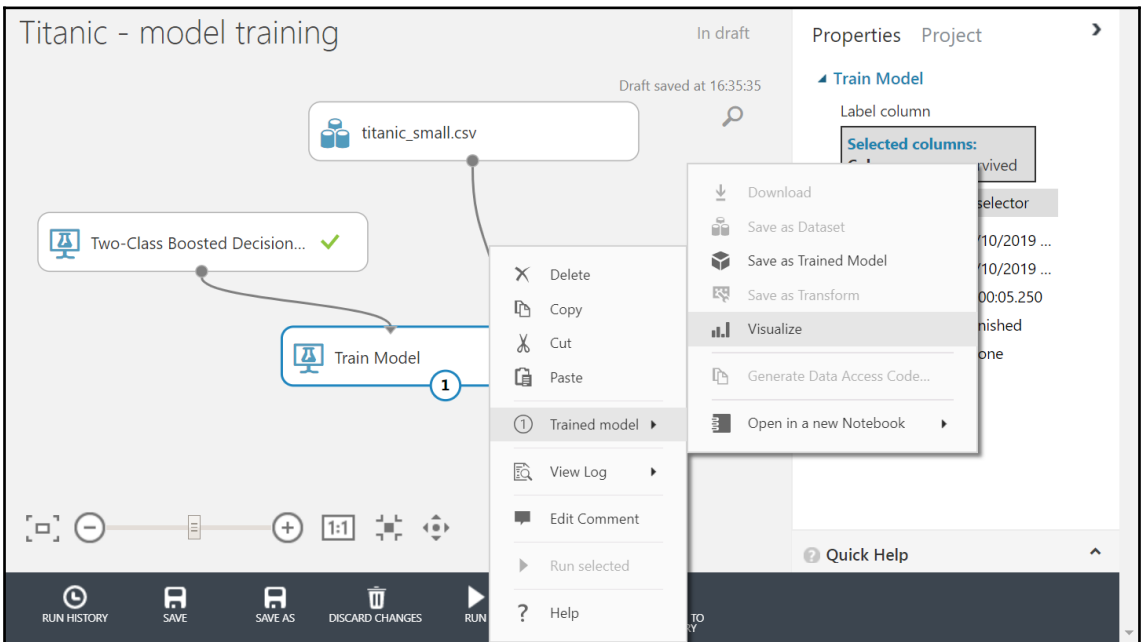 Titanic - model training
In draft
Draft saved at 16:35:35
titanic_small.csv
Two-Class Boosted Decision...
Train Model
1
Delete
Copy
Cut
Paste
1 Trained model
View Log
Edit Comment
Run selected
Help
Download
Save as Dataset
Save as Trained Model
Save as Transform
Visualize
Generate Data Access Code...
Open in a new Notebook
Properties Project
Train Model
Label column
Selected columns:
vived
selector
/10/2019 ...
/10/2019 ...
00:05.250
nished
one
Quick Help
1:1
RUN HISTORY
SAVE
SAVE AS
DISCARD CHANGES
RUN
TO